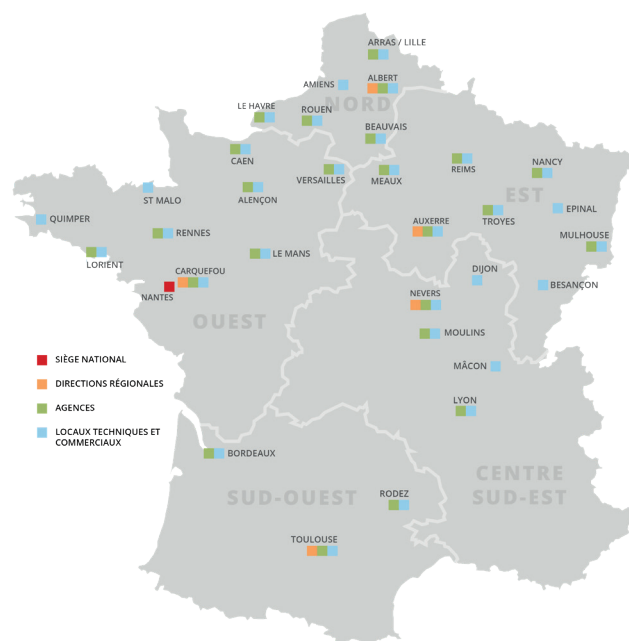 ARRAS / LILLE
AMIENS
ALBERT
NORD
LE HAVRE
ROUEN
BEAUVAIS
CAEN
VERSAILLES
MEAUX
REIMS
NANCY
EST
ST MALO
ALENÇON
QUIMPER
RENNES
AUXERRE
TROYES
EPINAL
MULHOUSE
LORIENT
LE MANS
CARQUEFOU
NANTES
DIJON
BESANÇON
NEVERS
OUEST
MOULINS
SIÈGE NATIONAL
MÂCON
DIRECTIONS RÉGIONALES
AGENCES
LYON
LOCAUX TECHNIQUES ET
COMMERCIAUX
BORDEAUX
CENTRE
SUD-EST
SUD-OUEST
RODEZ
TOULOUSE